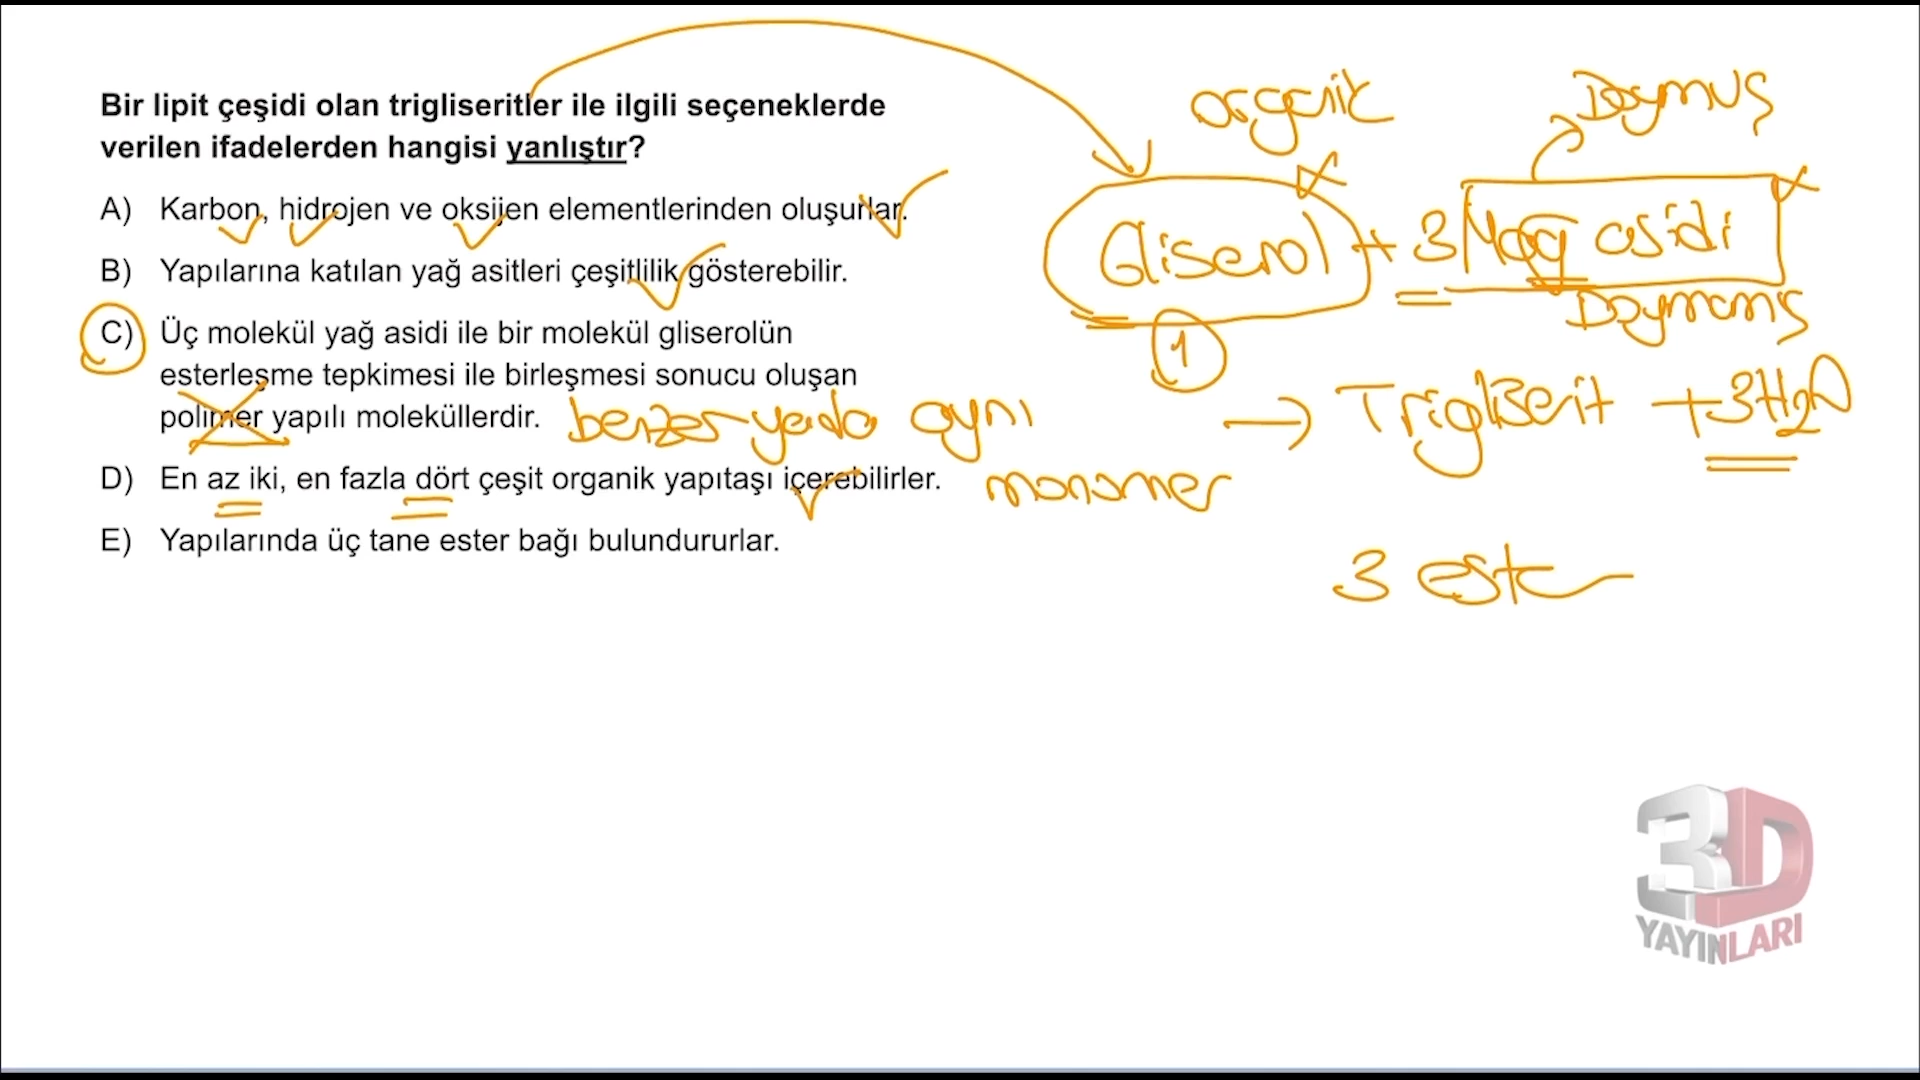 Bir lipit çeşidi olan trigliseritler ile ilgili seçeneklerde
verilen ifadelerden hangisi yanlıştır?
A) Karbon, hidrojen ve oksijen elementlerinden oluşurlar.
B) Yapılarına katılan yağ asitleri çeşitlilik gösterebilir.
C) Üç molekül yağ asidi ile bir molekül gliserolün
esterleşme tepkimesi ile birleşmesi sonucu oluşan
polimer yapılı moleküllerdir.
benzer yada aynı
monomer
D) En az iki, en fazla dört çeşit organik yapıtaşı içerebilirler.
E) Yapılarında üç tane ester bağı bulundururlar.
organik
Doymuş
Gliserol + 3 Yağ asidi
Doymamış
1
→ Trigliserit + 3H2O
3 ester
3D
YAYINLARI